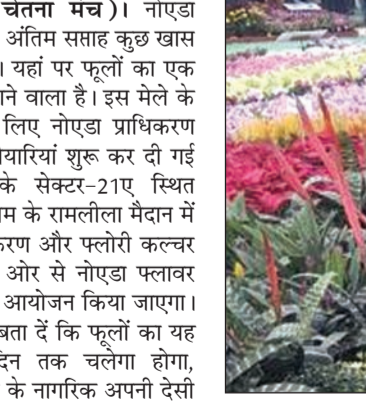 चेतना मंच)। नोएडा
अंतिम सप्ताह कुछ खास
। यहां पर फूलों का एक
ाने वाला है। इस मेले के
लिए नोएडा प्राधिकरण
यारियां शुरू कर दी गई
के सेक्टर-21ए स्थित
म के रामलीला मैदान में
करण और फ्लोरी कल्चर
ओर से नोएडा फ्लावर
आयोजन किया जाएगा।
बता दें कि फूलों का यह
दिन तक चलेगा होगा,
के नागरिक अपनी देसी